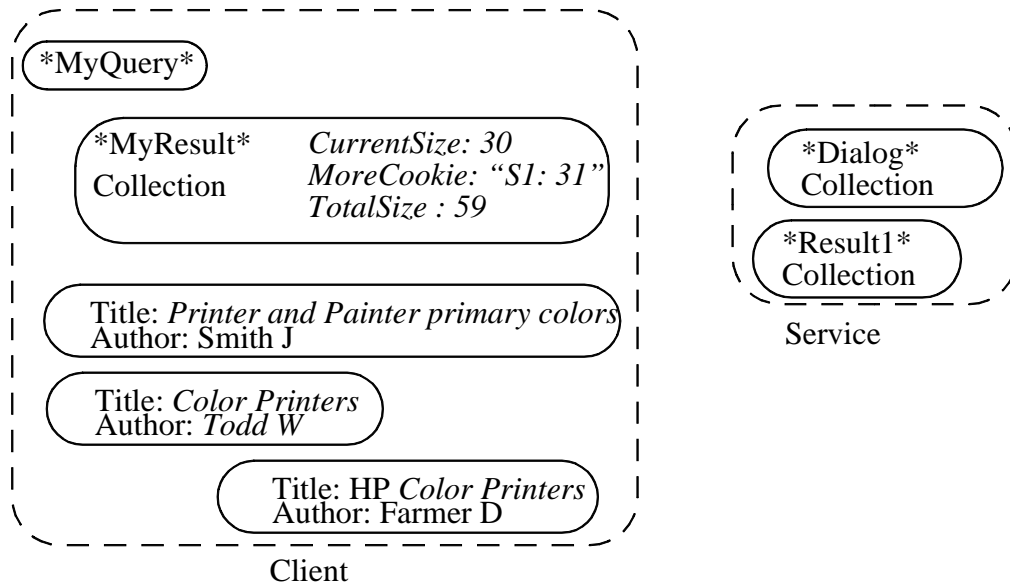 *MyQuery*
*MyResult*
Collection
CurrentSize: 30
MoreCookie: “S1: 31”
TotalSize : 59
Title: Printer and Painter primary colors
Author: Smith J
Title: Color Printers
Author: Todd W
Title: HP Color Printers
Author: Farmer D
Client
*Dialog*
Collection
*Result1*
Collection
Service